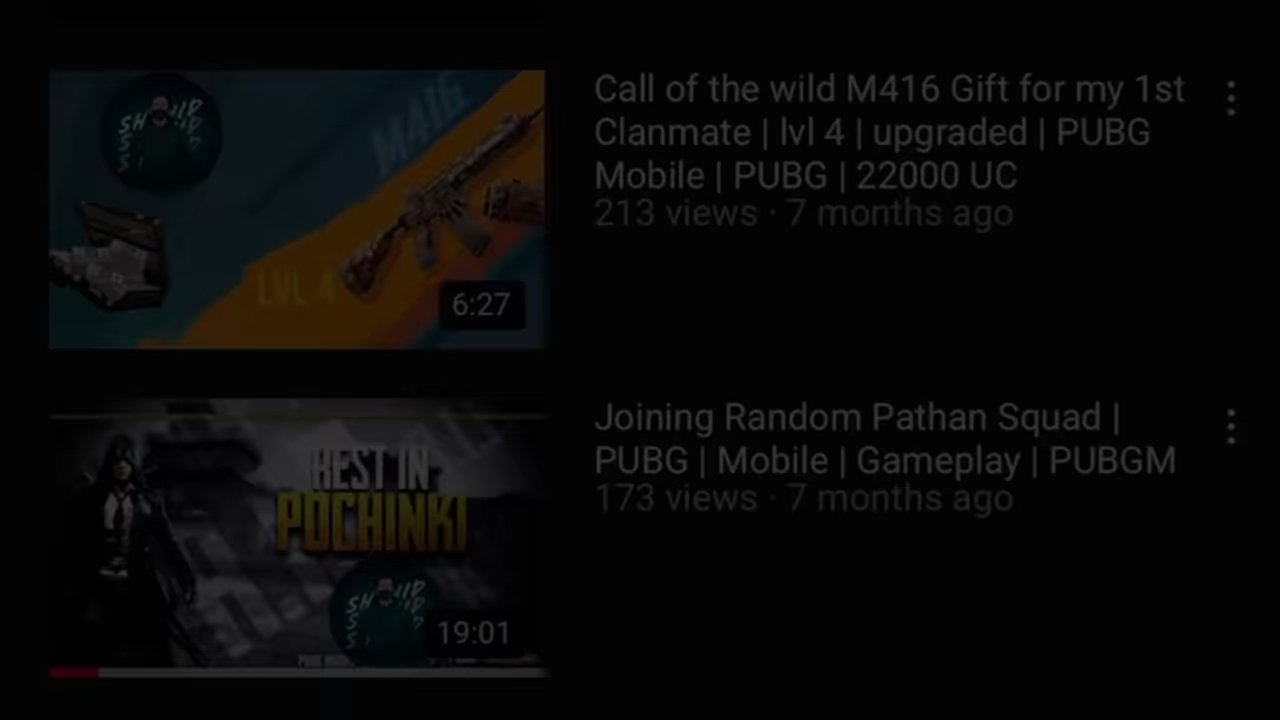 Call of the wild M416 Gift for my 1st
Clanmate | lvl 4 | upgraded | PUBG
Mobile | PUBG | 22000 UC
213 views · 7 months ago
M416
LVL 4
6:27
Joining Random Pathan Squad |
PUBG | Mobile | Gameplay | PUBGM
173 views · 7 months ago
REST IN
POCHINKI
19:01